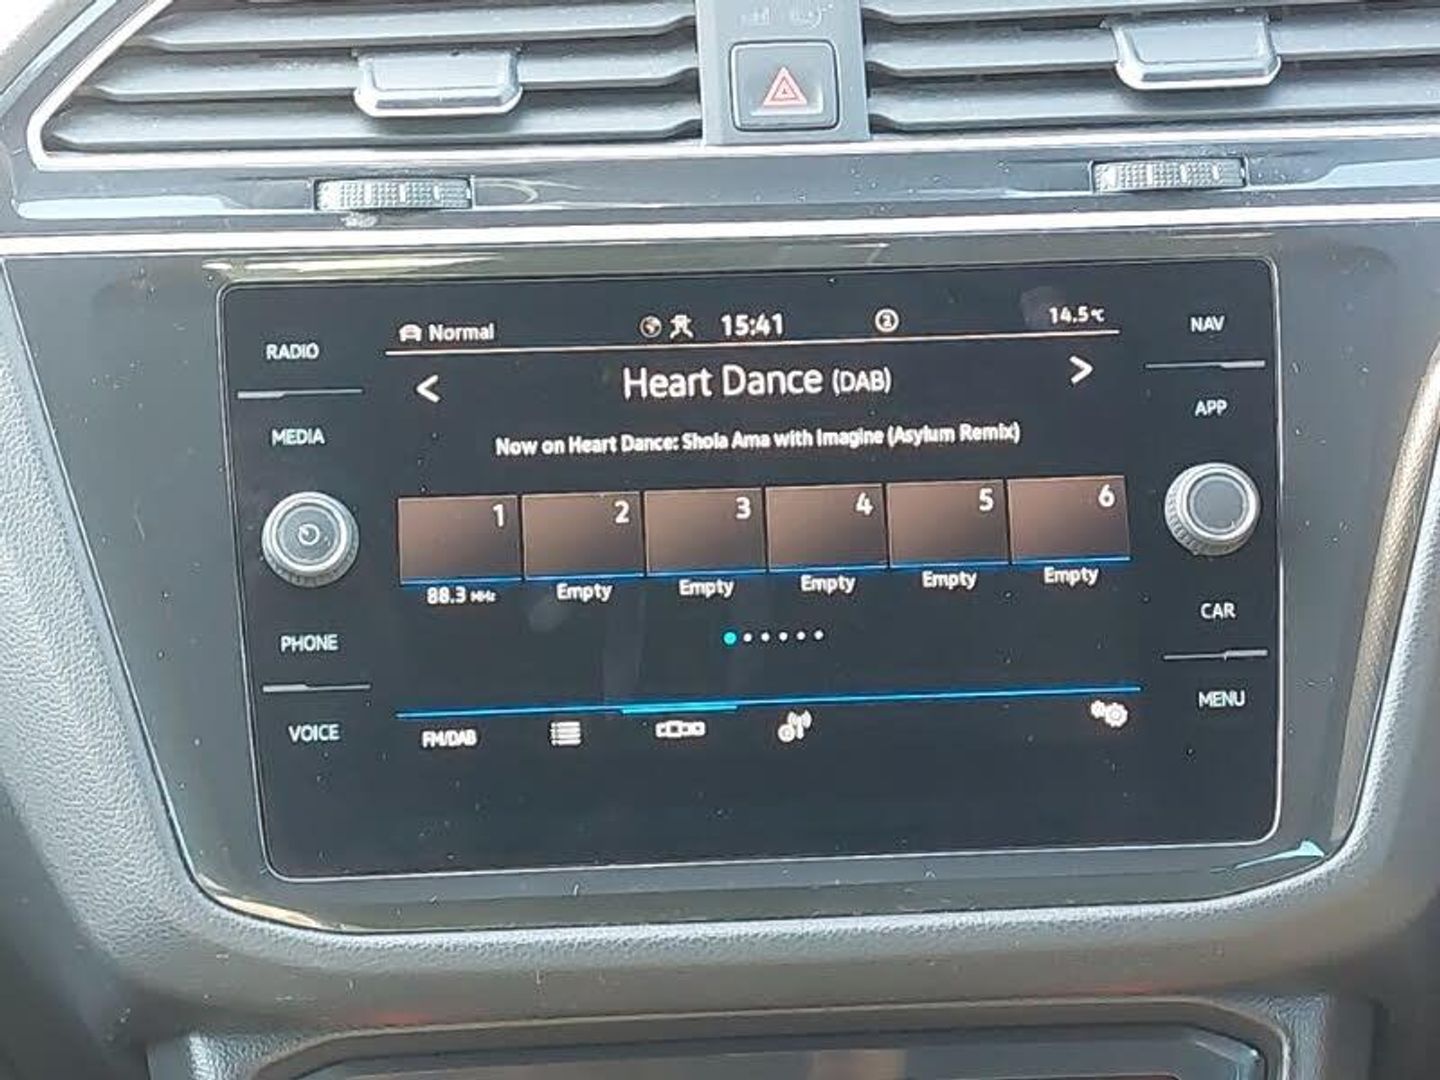 RADIO
MEDIA
PHONE
VOICE
Normal 15:41 2 14.5°C
< Heart Dance (DAB) >
Now on Heart Dance: Shola Ama with Imagine (Asylum Remix)
1 2 3 4 5 6
88.3 MHz Empty Empty Empty Empty Empty
FM/DAB
NAV
APP
CAR
MENU